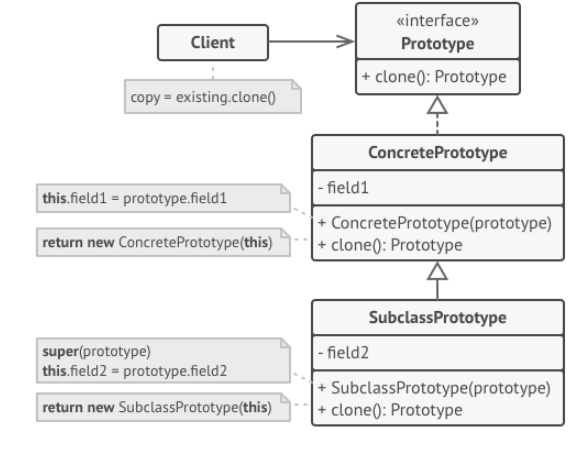 «interface»
Client
Prototype
+ clone(): Prototype
copy = existing.clone()
ConcretePrototype
- field1
this.field1 = prototype.field1
+ ConcretePrototype(prototype)
return new ConcretePrototype(this)
+ clone(): Prototype
SubclassPrototype
- field2
super(prototype)
this.field2 = prototype.field2
+ SubclassPrototype(prototype)
return new SubclassPrototype(this)
+ clone(): Prototype